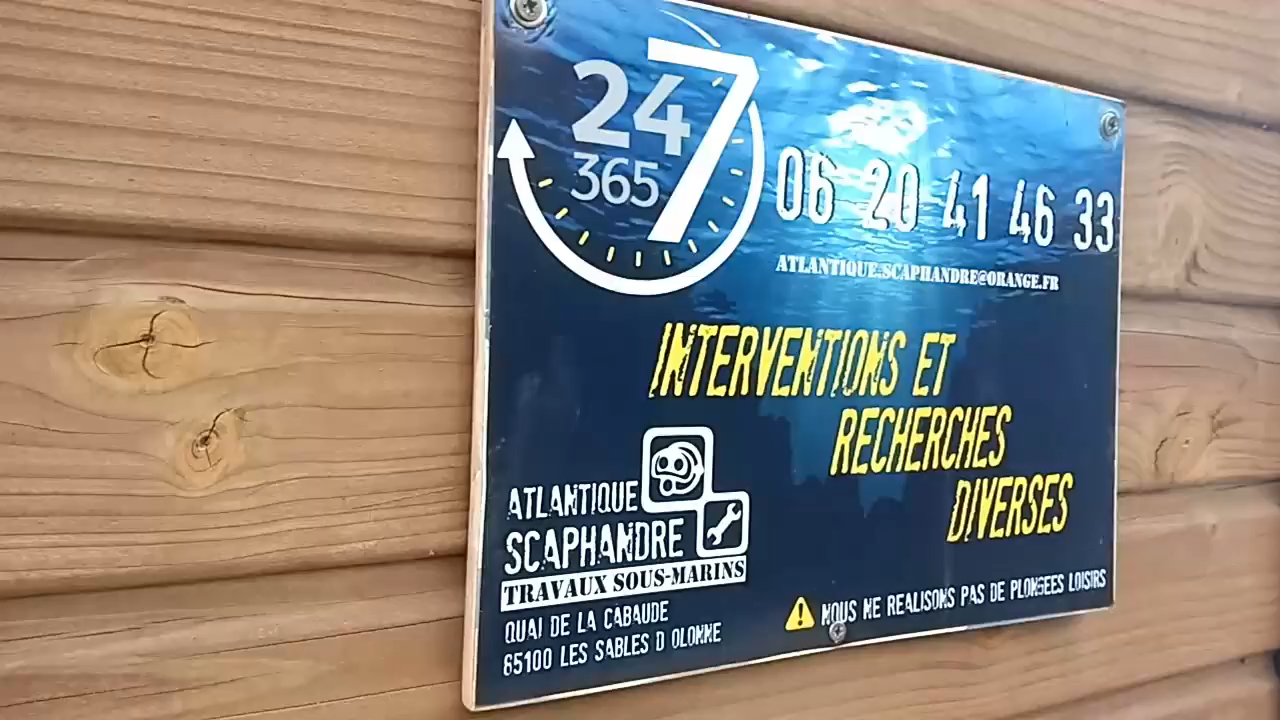 24
7
365
06 20 41 46 33
ATLANTIQUE.SCAPHANDRE@ORANGE.FR
INTERVENTIONS ET
RECHERCHES
DIVERSES
ATLANTIQUE
SCAPHANDRE
TRAVAUX SOUS-MARINS
QUAI DE LA CABAUDE
85100 LES SABLES D OLONNE
NOUS NE REALISONS PAS DE PLONGEES LOISIRS